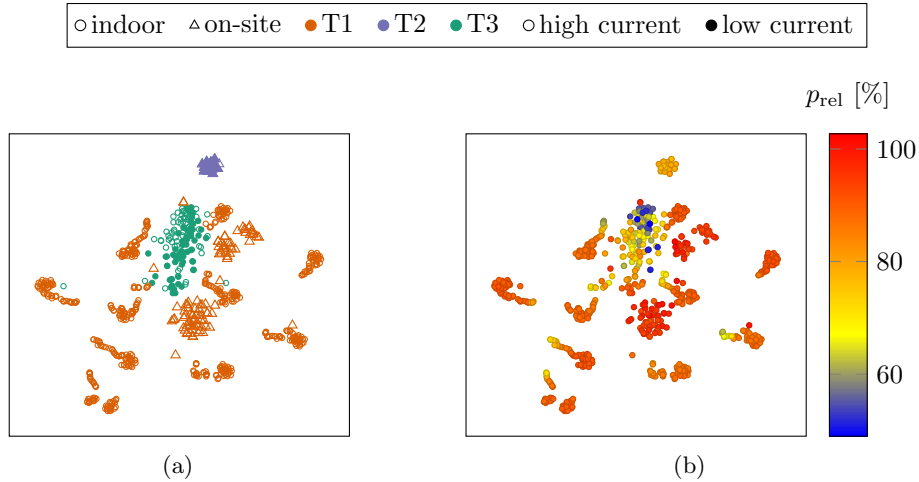 indoor on-site T1 T2 T3 high current low current
p_rel [%]
100
80
60
(a) (b)